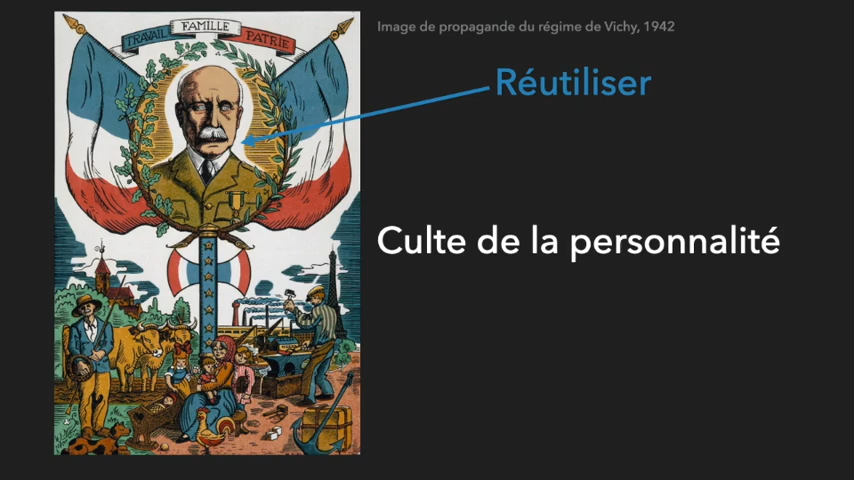 TRAVAIL FAMILLE PATRIE
Image de propagande du régime de Vichy, 1942
Réutiliser
Culte de la personnalité